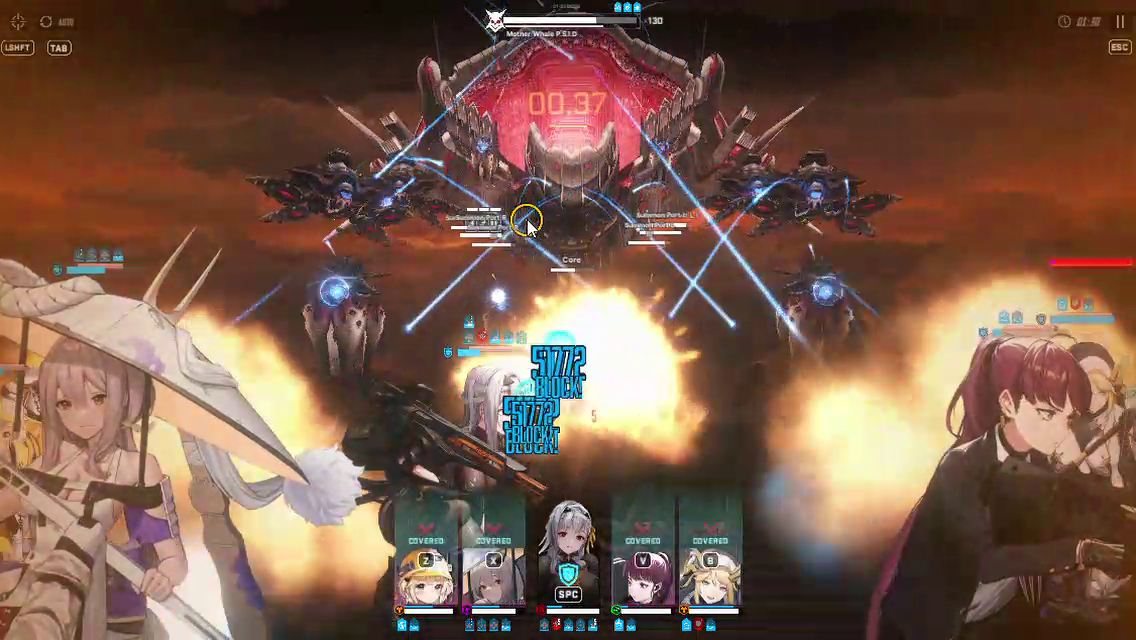 AUTO
-130
01:30
LSHFT
TAB
Mother Whale P.S.I.D
ESC
00.37
Core
51772
BLOCK!
51772
BLOCK!
COVERED
COVERED
COVERED
COVERED
Z
X
V
B
SPC